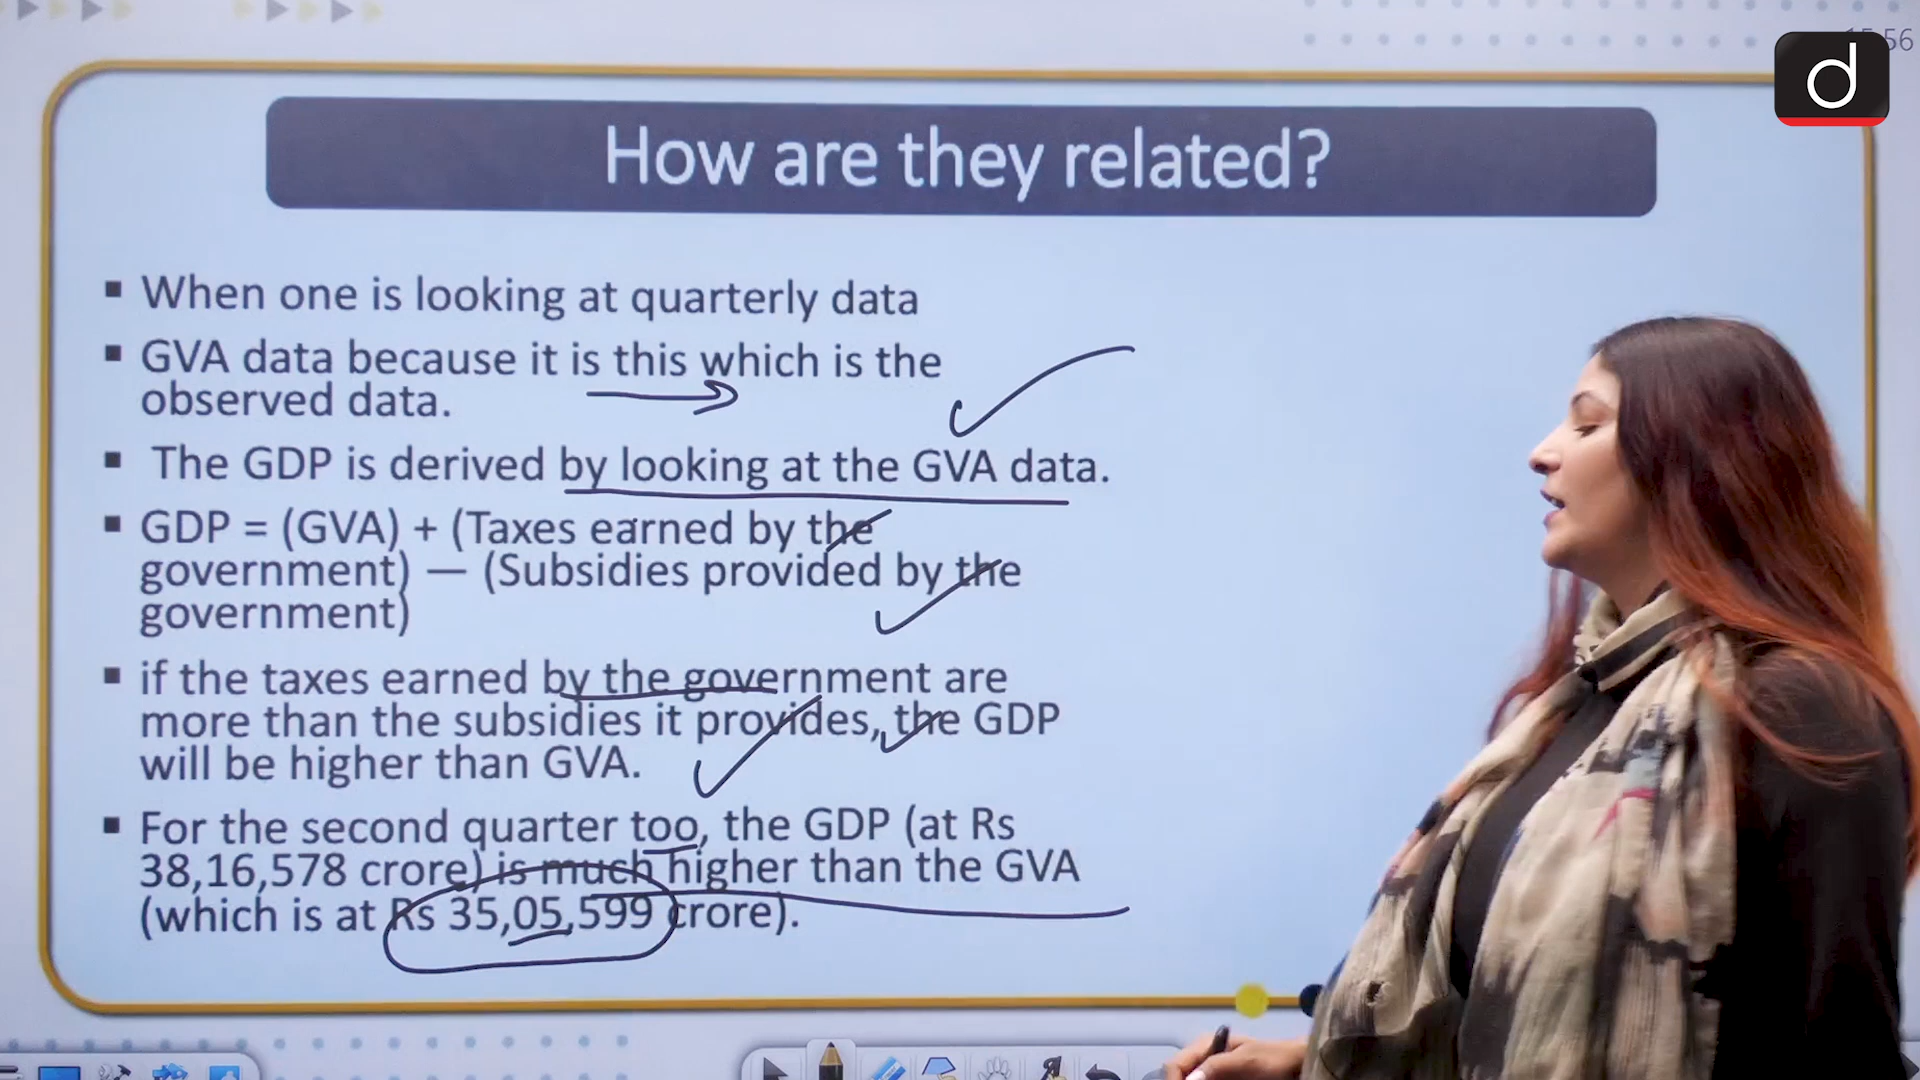 15:56
d
How are they related?
▪ When one is looking at quarterly data
▪ GVA data because it is this which is the
observed data.
▪ The GDP is derived by looking at the GVA data.
▪ GDP = (GVA) + (Taxes earned by the
government) — (Subsidies provided by the
government)
▪ if the taxes earned by the government are
more than the subsidies it provides, the GDP
will be higher than GVA.
▪ For the second quarter too, the GDP (at Rs
38,16,578 crore) is much higher than the GVA
(which is at Rs 35,05,599 crore).